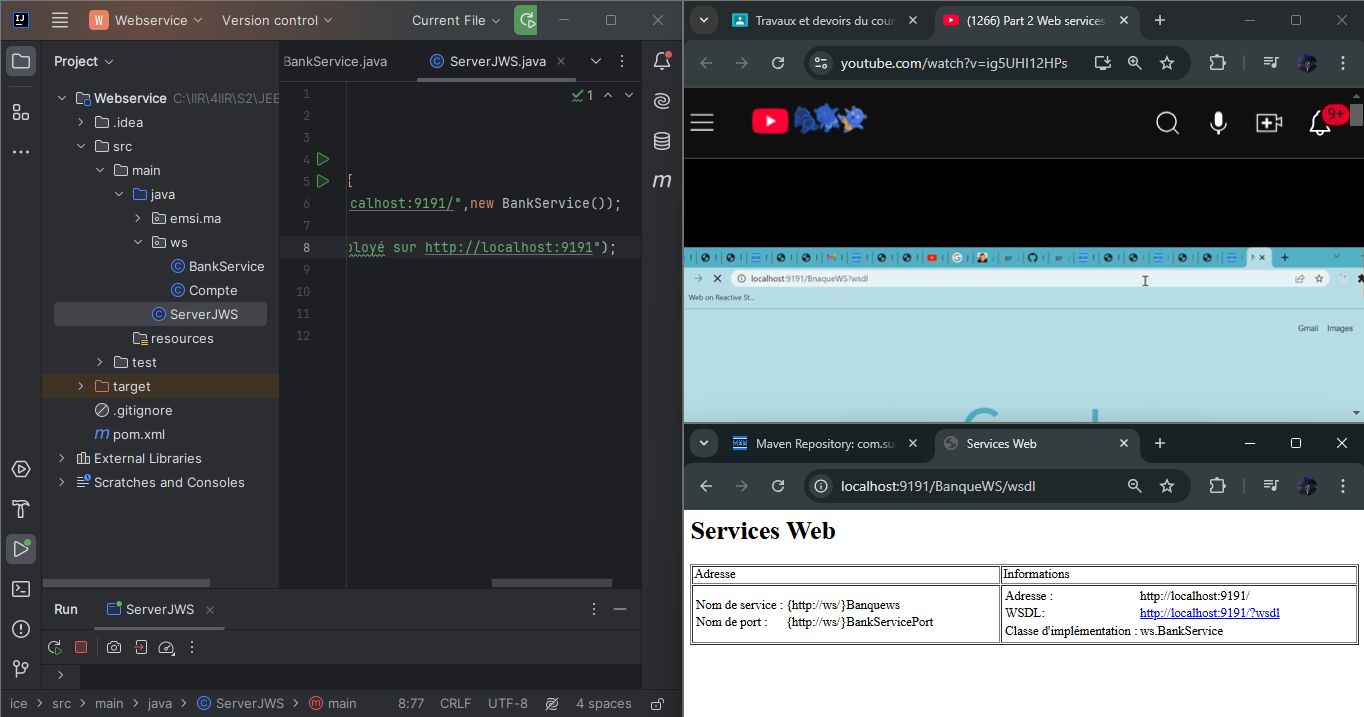 Webservice
Version control
Current File
Project
BankService.java
ServerJWS.java
Webservice C:\IIR\4IIR\S2\JEE
.idea
src
main
java
emsi.ma
ws
BankService
Compte
ServerJWS
resources
test
target
.gitignore
pom.xml
External Libraries
Scratches and Consoles
1
1
2
3
4
5 {
6 calhost:9191/",new BankService());
7
8 ployé sur http://localhost:9191");
9
10
11
12
m
Run
ServerJWS
ice > src > main > java > ServerJWS > main
8:77
CRLF
UTF-8
4 spaces
Travaux et devoirs du cour
(1266) Part 2 Web services
youtube.com/watch?v=ig5UHI12HPs
9+
localhost:9191/BnaqueWS?wsdl
Web on Reactive St...
Gmail
Images
Maven Repository: com.su
Services Web
localhost:9191/BanqueWS/wsdl
Services Web
Adresse
Informations
Nom de service : {http://ws/}Banquews
Nom de port : {http://ws/}BankServicePort
Adresse : http://localhost:9191/
WSDL: http://localhost:9191/?wsdl
Classe d'implémentation : ws.BankService